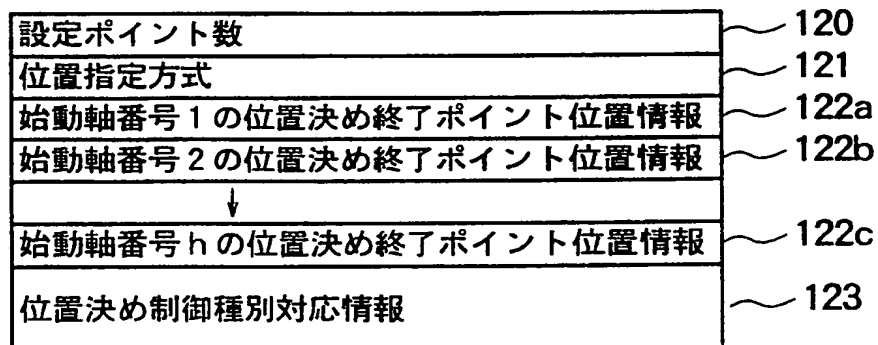 設定ポイント数 120
位置指定方式 121
始動軸番号1の位置決め終了ポイント位置情報 122a
始動軸番号2の位置決め終了ポイント位置情報 122b
↓
始動軸番号hの位置決め終了ポイント位置情報 122c
位置決め制御種別対応情報 123